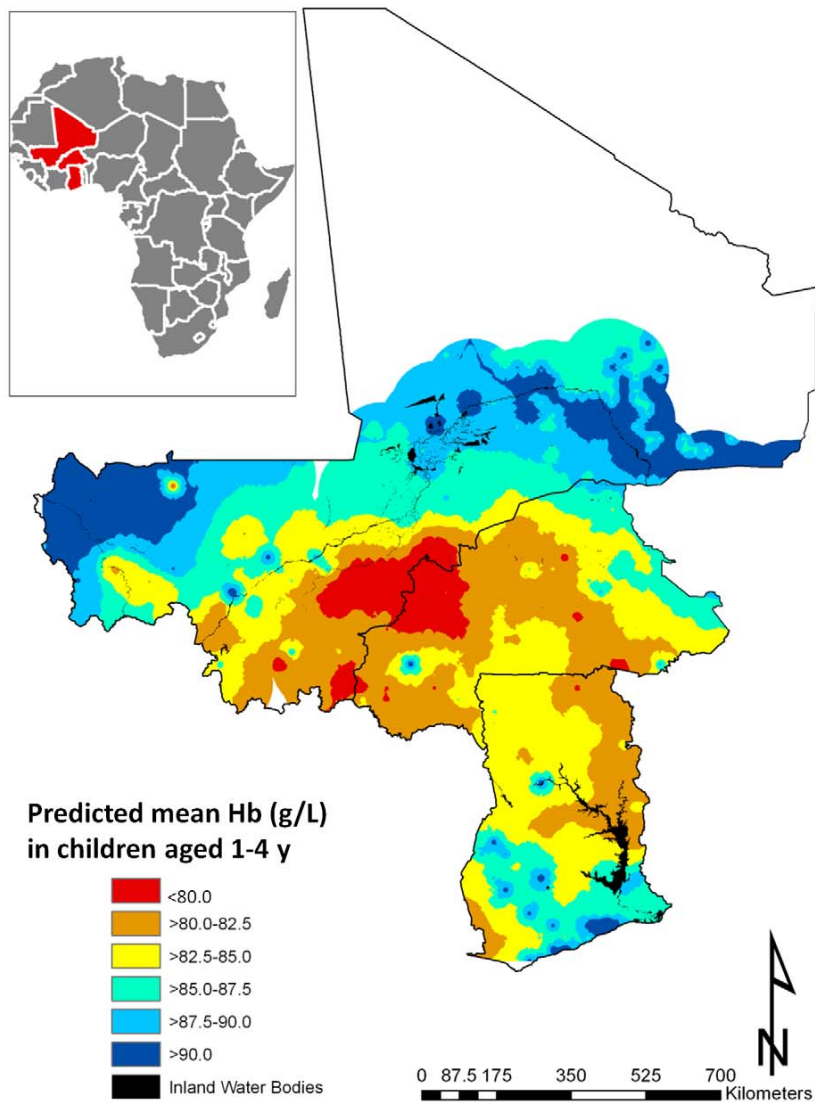 Predicted mean Hb (g/L)
in children aged 1-4 y
<80.0
>80.0-82.5
>82.5-85.0
>85.0-87.5
>87.5-90.0
>90.0
Inland Water Bodies
N
0 87.5 175 350 525 700
Kilometers